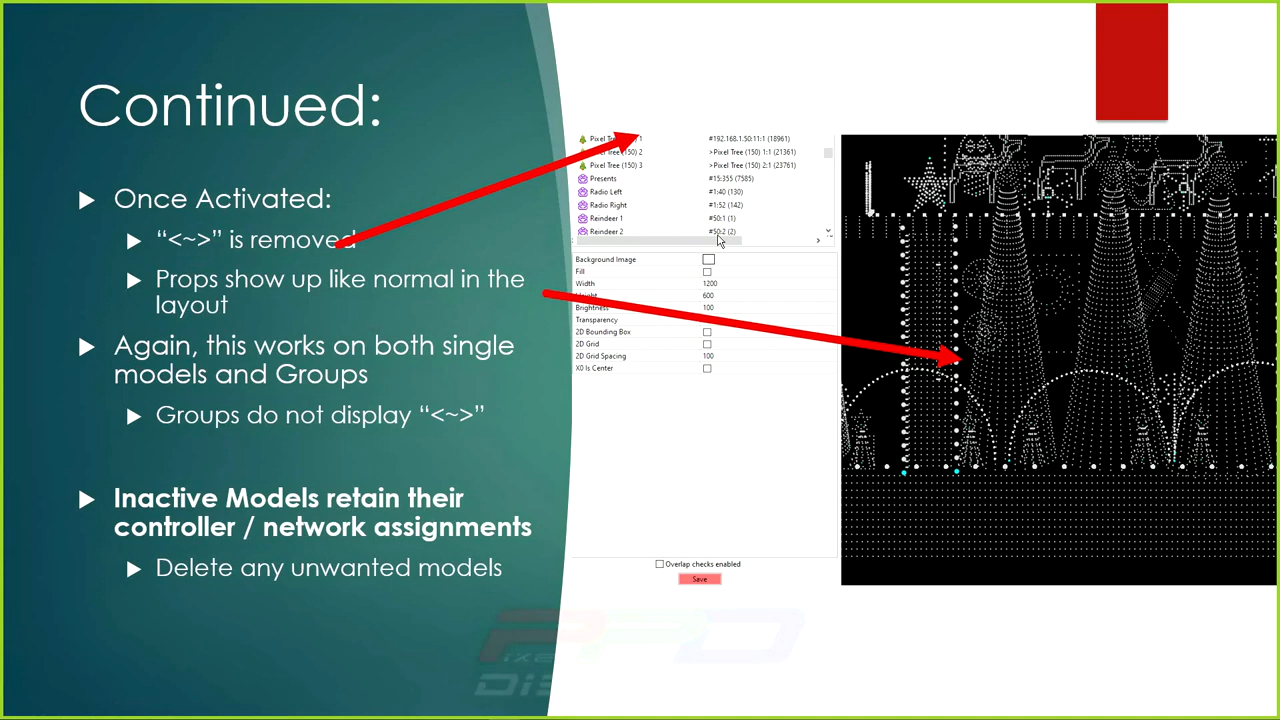 Continued:
Once Activated:
“<~>” is removed
Props show up like normal in the
layout
Again, this works on both single
models and Groups
Groups do not display “<~>”
Inactive Models retain their
controller / network assignments
Delete any unwanted models
Pixel Tree 1 #192.168.1.50:11:1 (18961)
(150) 2 >Pixel Tree (150) 1:1 (21361)
Pixel Tree (150) 3 >Pixel Tree (150) 2:1 (23761)
Presents #15:355 (7585)
Radio Left #1:40 (130)
Radio Right #1:52 (142)
Reindeer 1 #50:1 (1)
Reindeer 2 #50:2 (2)
Background Image
Fill
Width 1200
Height 600
Brightness 100
Transparency
2D Bounding Box
2D Grid
2D Grid Spacing 100
X0 Is Center
Overlap checks enabled
Save
PPD